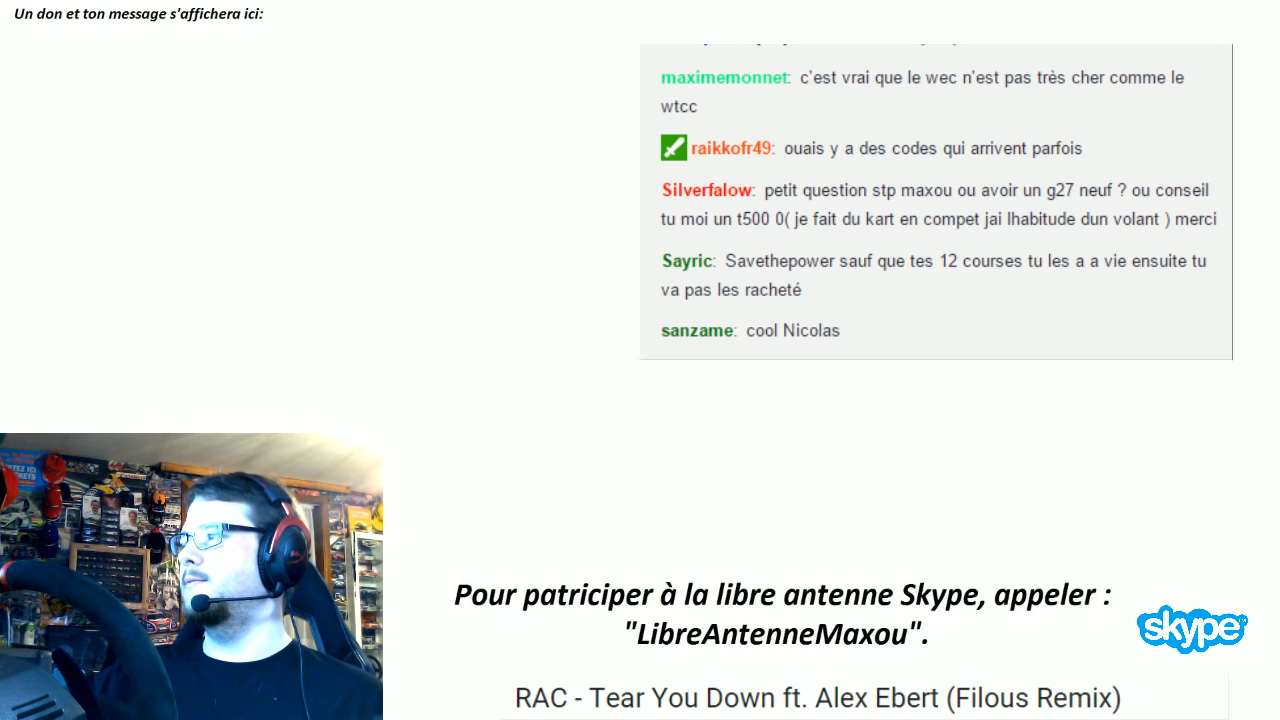 Un don et ton message s'affichera ici:
maximemonnet: c'est vrai que le wec n'est pas très cher comme le
wtcc
raikkofr49: ouais y a des codes qui arrivent parfois
Silverfalow: petit question stp maxou ou avoir un g27 neuf ? ou conseil
tu moi un t500 0( je fait du kart en compet jai lhabitude dun volant ) merci
Sayric: Savethepower sauf que tes 12 courses tu les a a vie ensuite tu
va pas les racheté
sanzame: cool Nicolas
Pour patriciper à la libre antenne Skype, appeler :
"LibreAntenneMaxou".
skype
RAC - Tear You Down ft. Alex Ebert (Filous Remix)